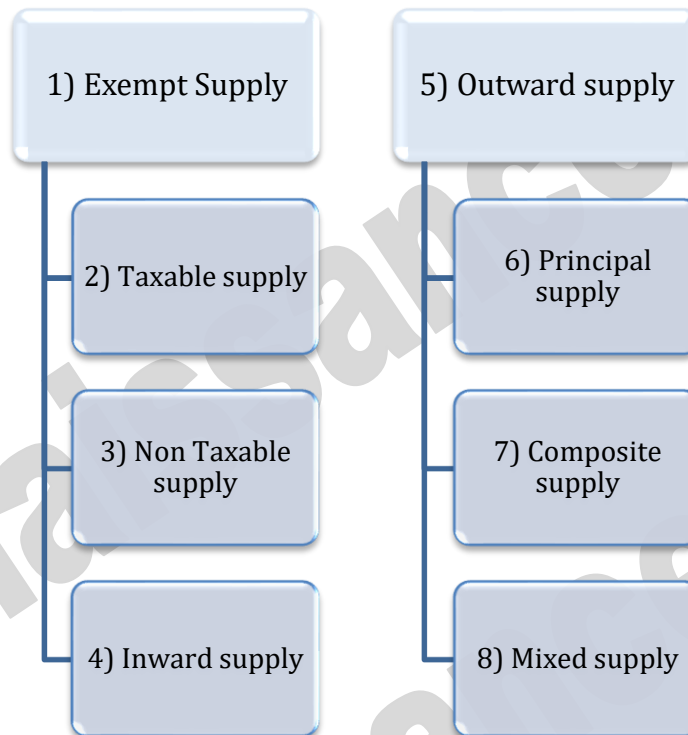 1) Exempt Supply
2) Taxable supply
3) Non Taxable
supply
4) Inward supply
5) Outward supply
6) Principal
supply
7) Composite
supply
8) Mixed supply